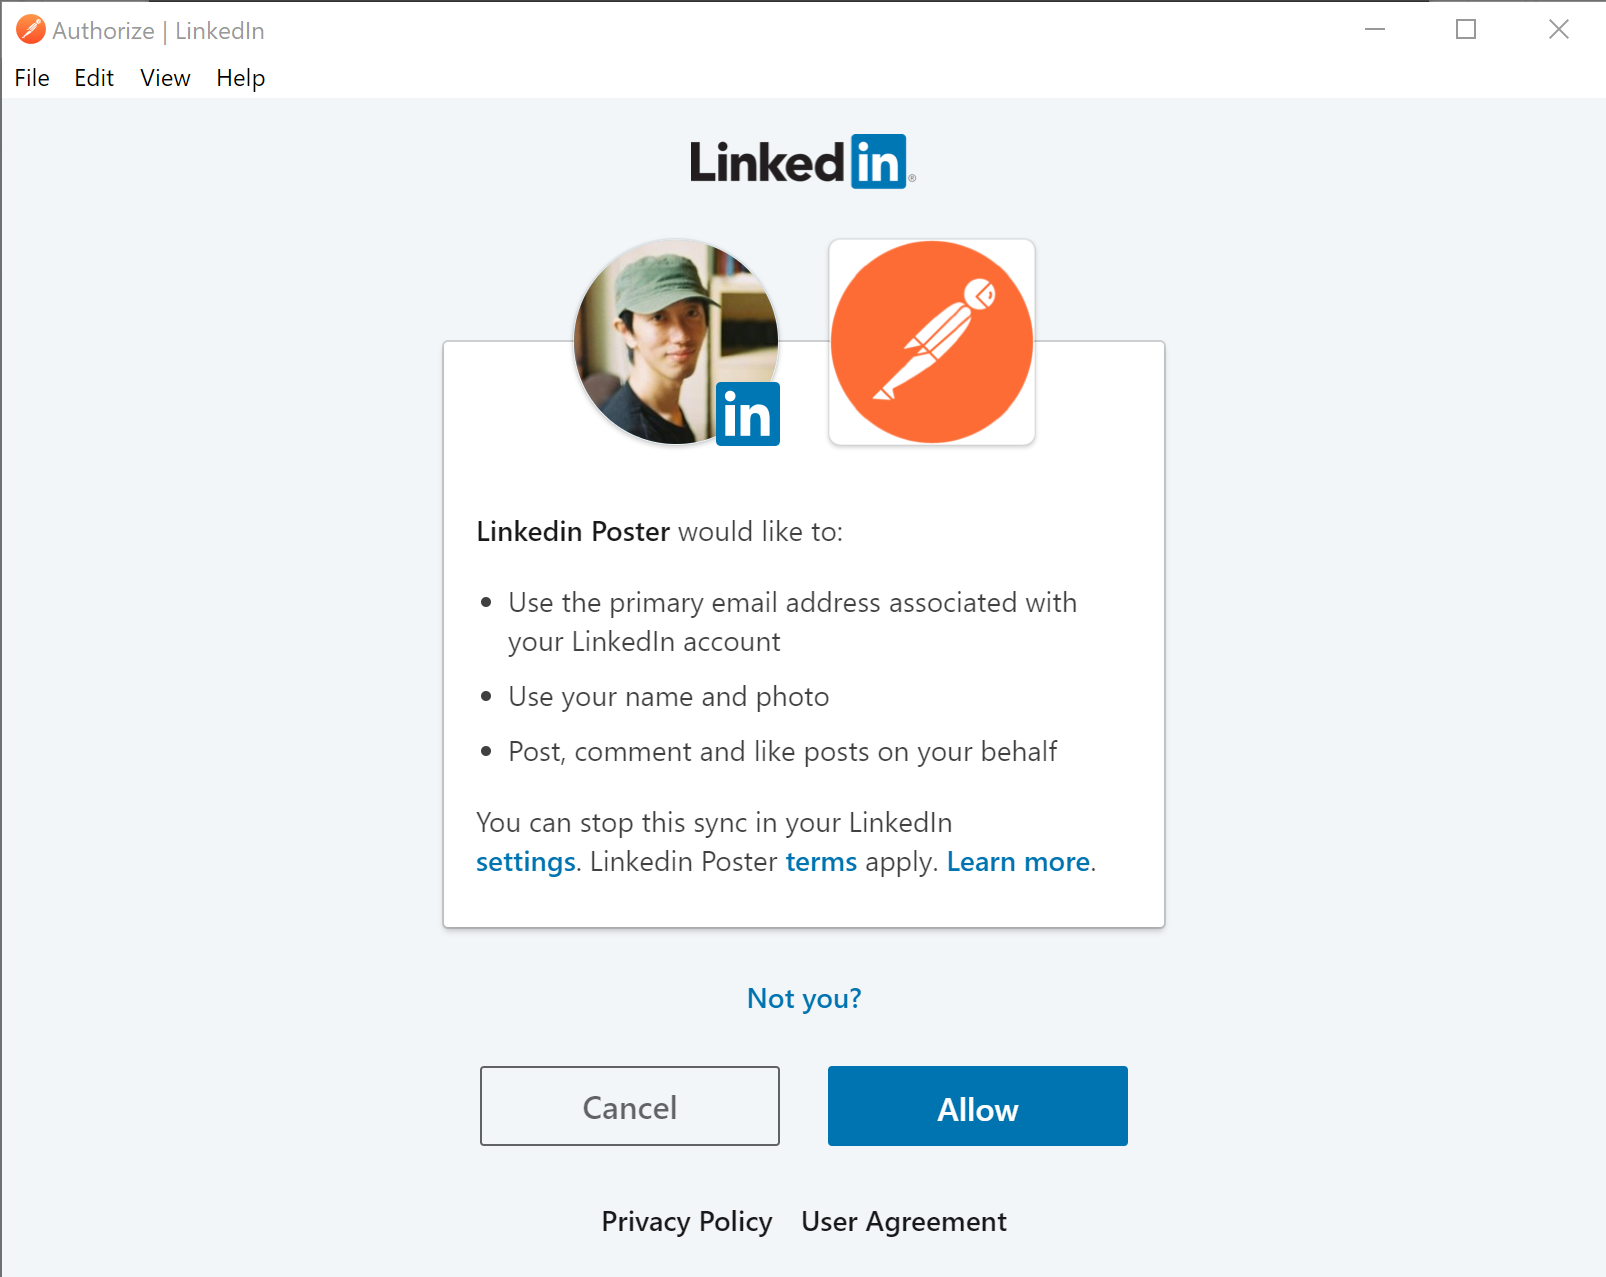 Authorize | LinkedIn
File Edit View Help
Linked in ®
in
Linkedin Poster would like to:
• Use the primary email address associated with
your LinkedIn account
• Use your name and photo
• Post, comment and like posts on your behalf
You can stop this sync in your LinkedIn
settings. Linkedin Poster terms apply. Learn more.
Not you?
Cancel Allow
Privacy Policy User Agreement